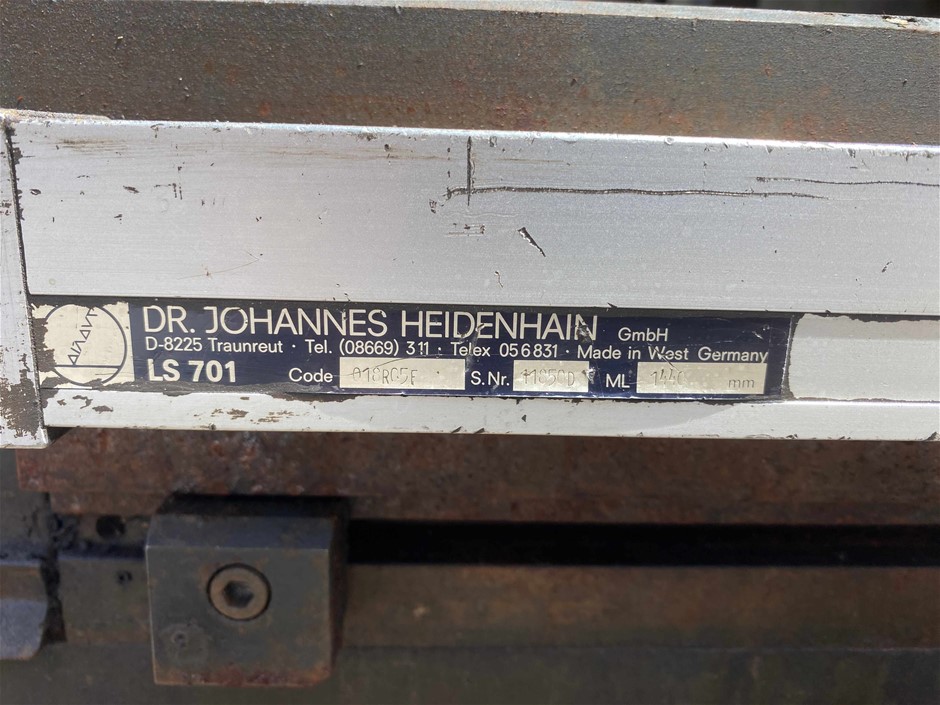 DR. JOHANNES HEIDENHAIN GmbH
D-8225 Traunreut · Tel. (08669) 311 · Telex 056831 · Made in West Germany
LS 701 Code S.Nr. ML mm